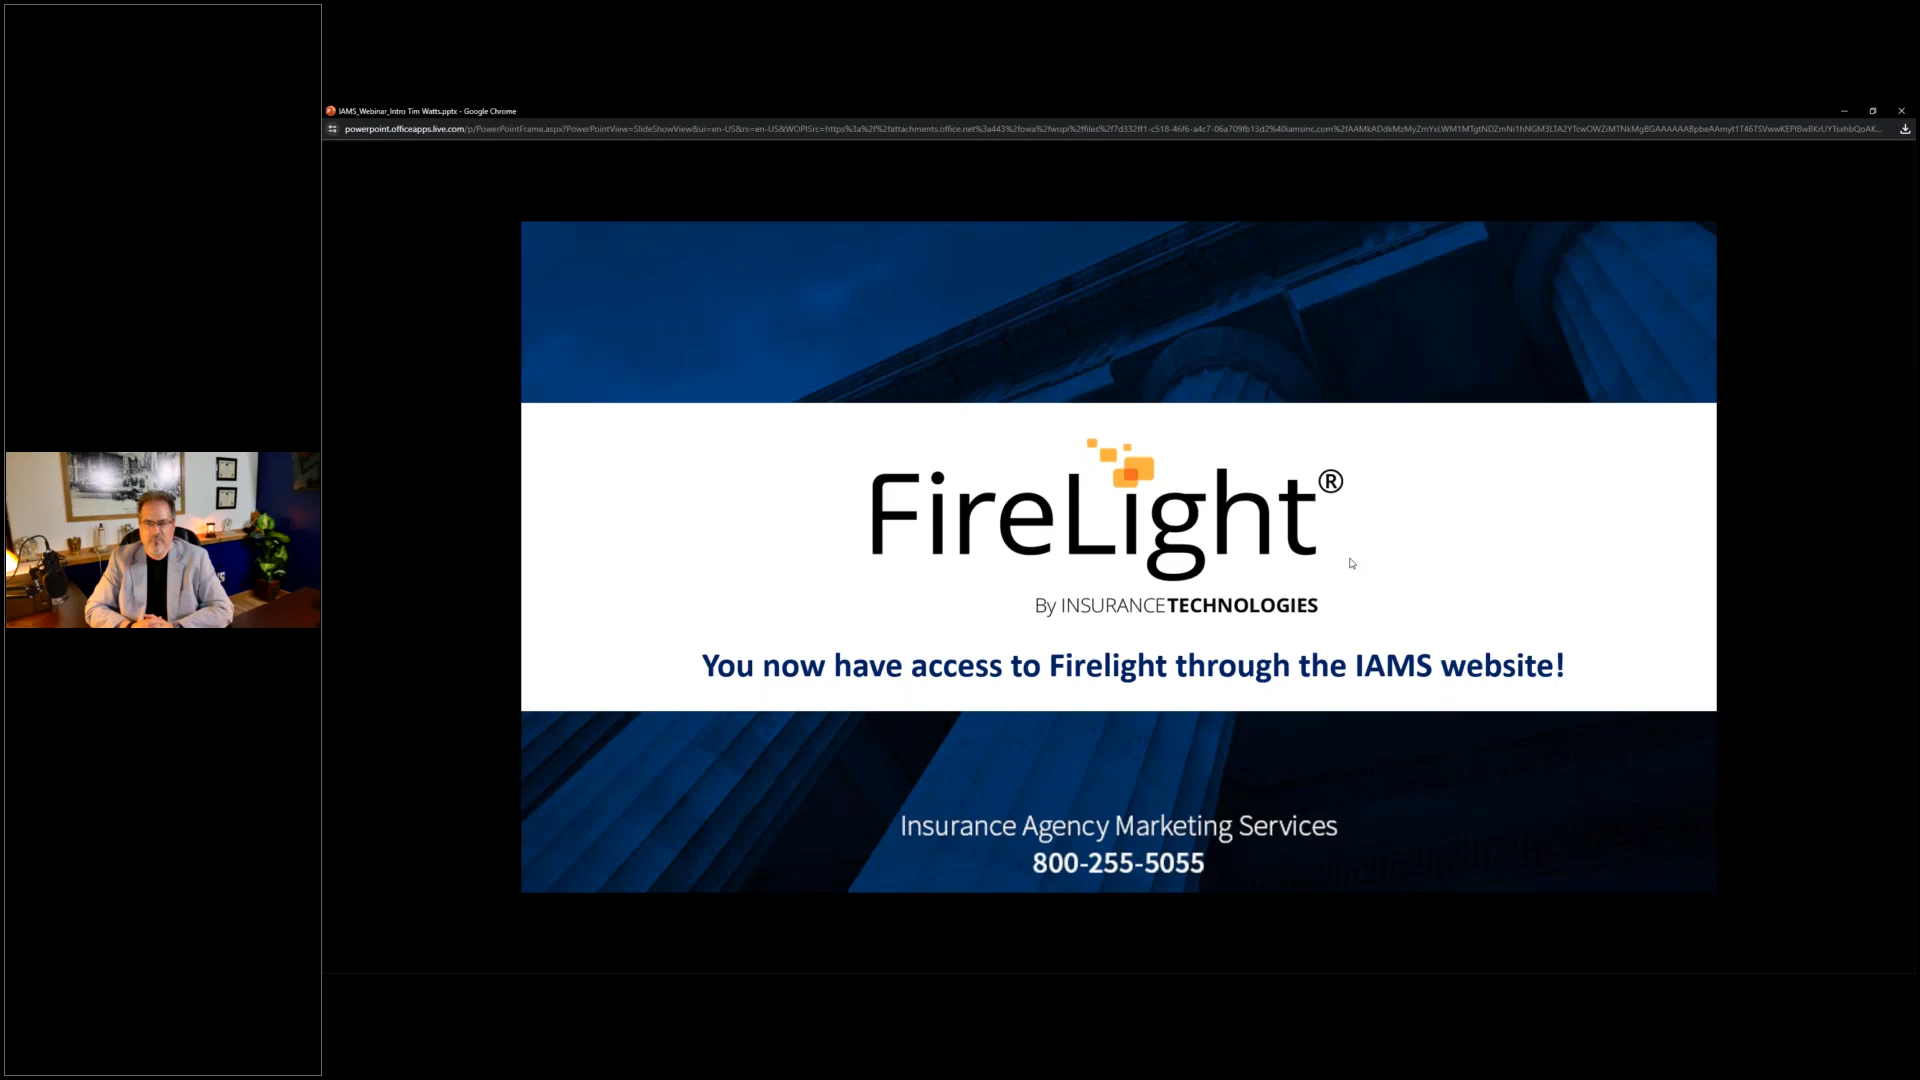 IAMS_Webinar_Intro Tim Watts.pptx - Google Chrome
FireLight®
By INSURANCETECHNOLOGIES
You now have access to Firelight through the IAMS website!
Insurance Agency Marketing Services
800-255-5055